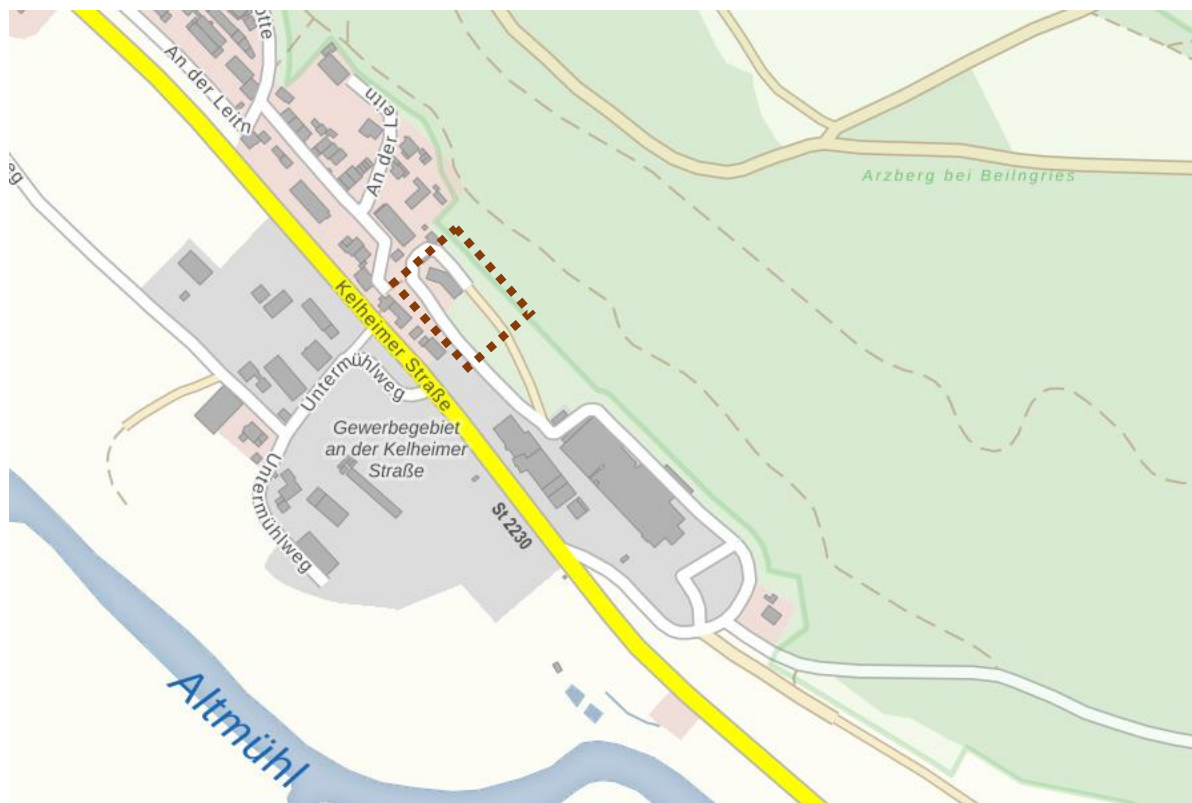 otte
An der Leitn
An der Leitn
eg
Arzberg bei Beilngries
Kelheimer Straße
Untermühlweg
Gewerbegebiet
an der Kelheimer
Straße
Untermühlweg
St 2230
Altmühl